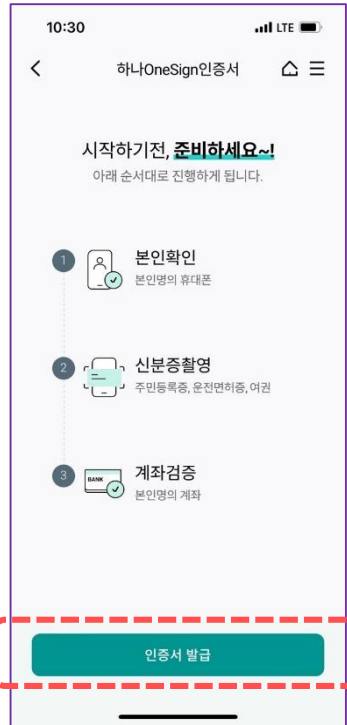 10:30
LTE
하나OneSign인증서
시작하기전, 준비하세요~!
아래 순서대로 진행하게 됩니다.
1
본인확인
본인명의 휴대폰
2
신분증촬영
주민등록증, 운전면허증, 여권
3
BANK
계좌검증
본인명의 계좌
인증서 발급